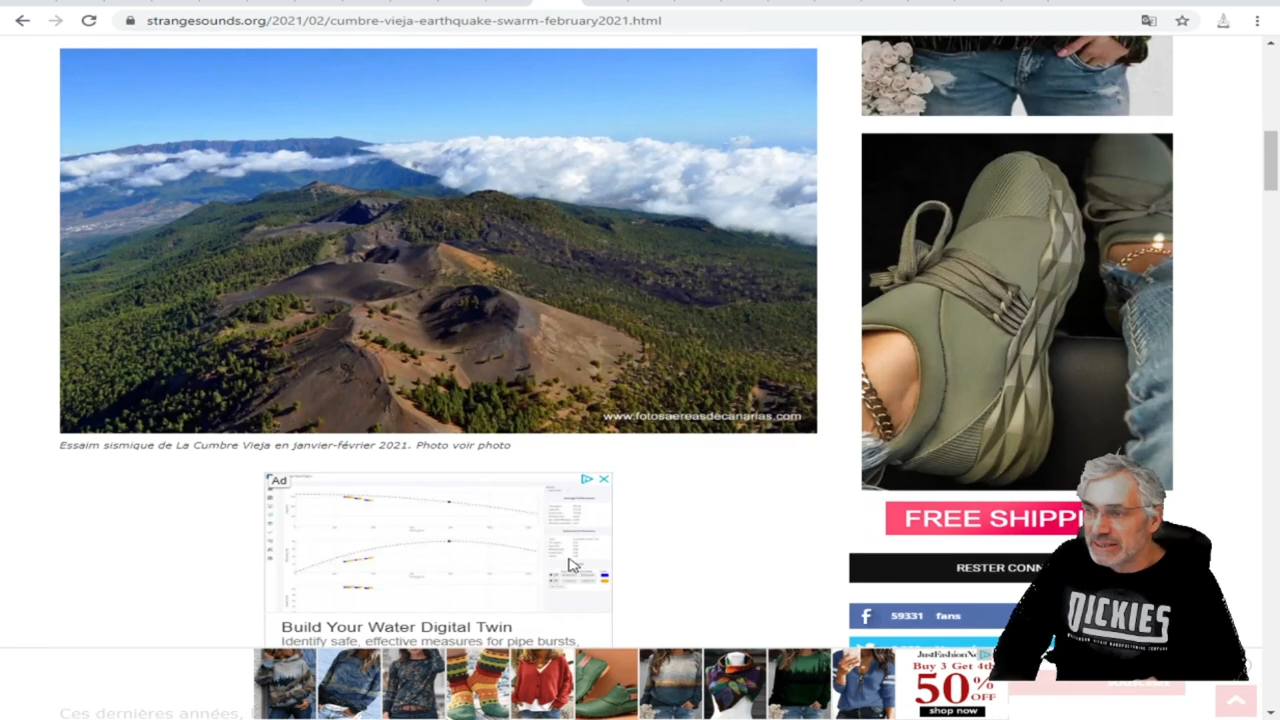 strangesounds.org/2021/02/cumbre-vieja-earthquake-swarm-february2021.html
www.fotosaereasdecanarias.com
Essaim sismique de La Cumbre Vieja en janvier-février 2021. Photo voir photo
Ad
Build Your Water Digital Twin
Identify safe, effective measures for pipe bursts,
FREE SHIPPI
RESTER CONN
59331 fans
DICKIES
JustFashionNo
Buy 3 Get 4th
50%
OFF
shop now
Ces dernières années,